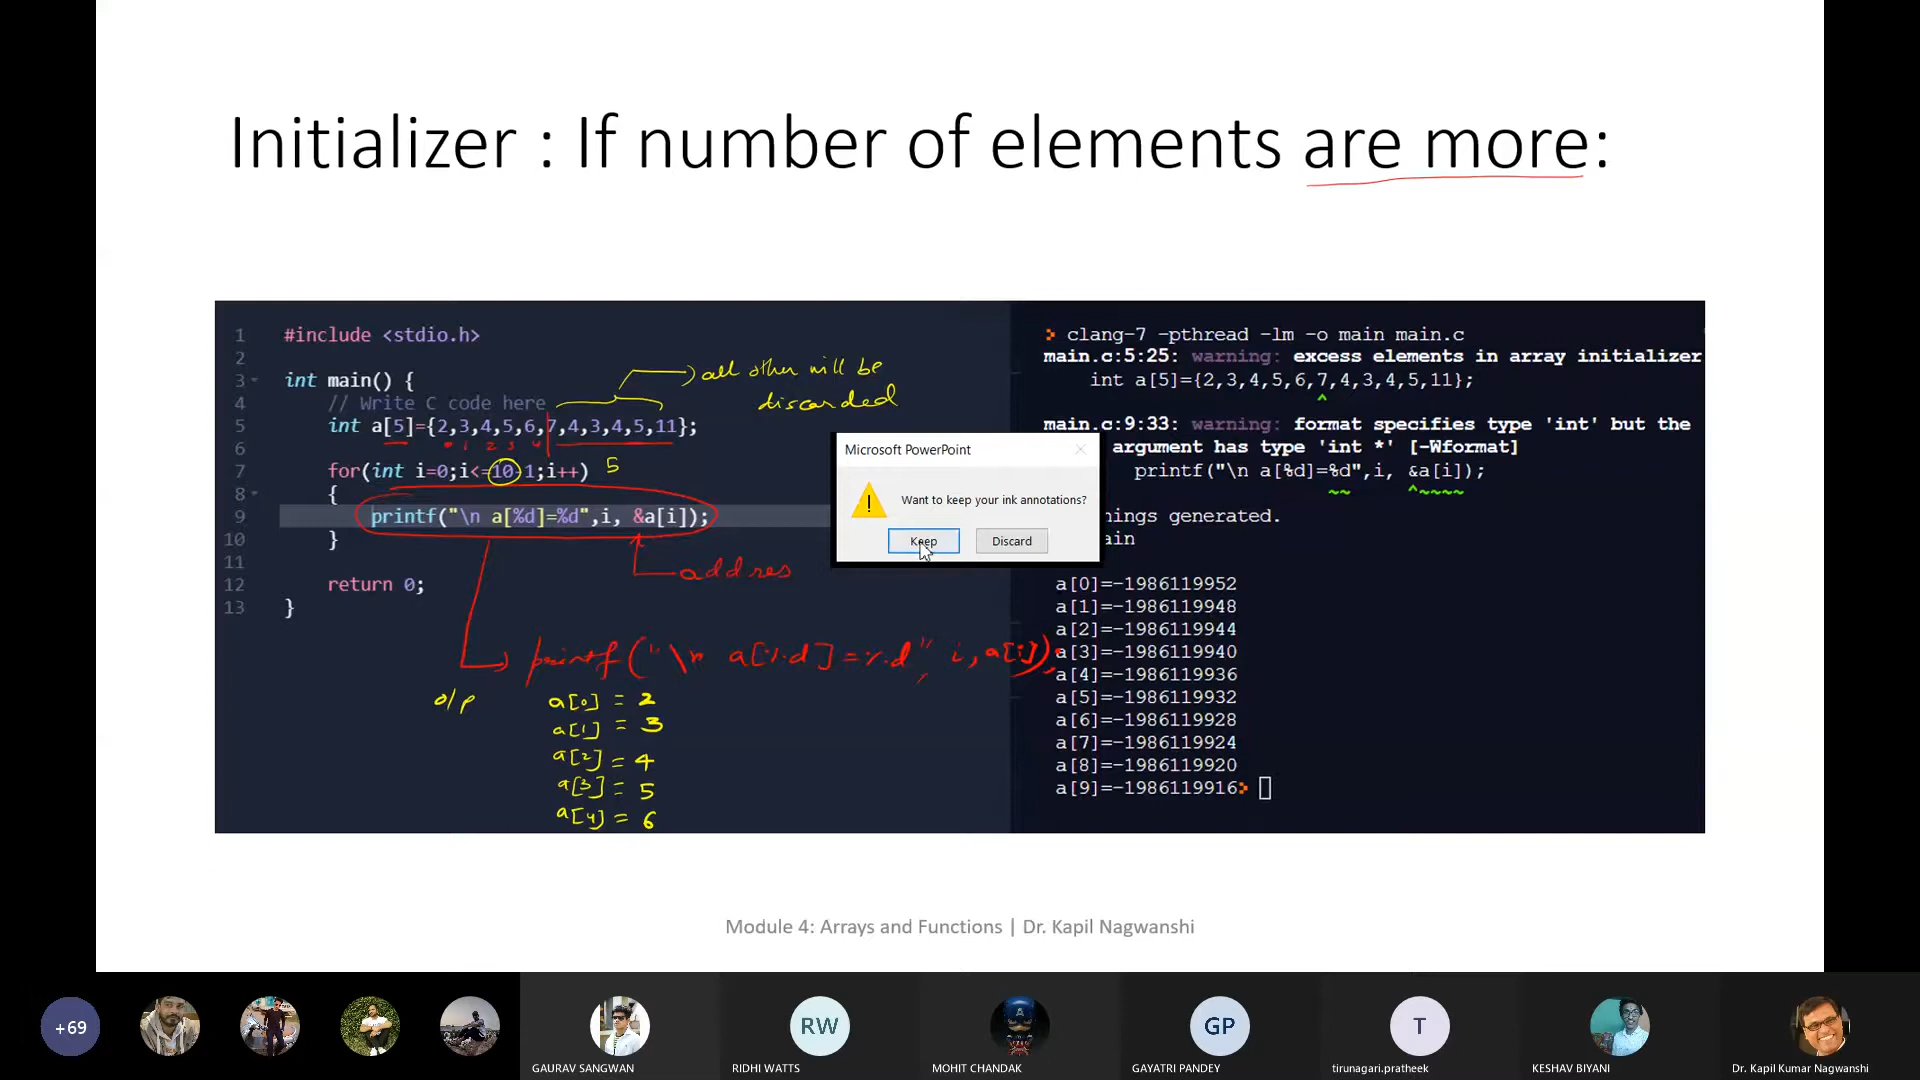 Initializer : If number of elements are more:
1 #include <stdio.h>
2
3 int main() {
4 // Write C code here
5 int a[5]={2,3,4,5,6,7,4,3,4,5,11};
6
7 for(int i=0;i<=10-1;i++) 5
8 {
9 printf("\n a[%d]=%d",i, &a[i]);
10 }
11
12 return 0;
13 }
all other will be
discarded
1 2 3 4
addres
printf("\n a[%d]=%d", i, a[i]);
o/p
a[0] = 2
a[1] = 3
a[2] = 4
a[3] = 5
a[4] = 6
Microsoft PowerPoint
Want to keep your ink annotations?
Keep Discard
clang-7 -pthread -lm -o main main.c
main.c:5:25: warning: excess elements in array initializer
int a[5]={2,3,4,5,6,7,4,3,4,5,11};
^
main.c:9:33: warning: format specifies type 'int' but the
argument has type 'int *' [-Wformat]
printf("\n a[%d]=%d",i, &a[i]);
~~ ^~~~~
nings generated.
ain
a[0]=-1986119952
a[1]=-1986119948
a[2]=-1986119944
a[3]=-1986119940
a[4]=-1986119936
a[5]=-1986119932
a[6]=-1986119928
a[7]=-1986119924
a[8]=-1986119920
a[9]=-1986119916
Module 4: Arrays and Functions | Dr. Kapil Nagwanshi
+69
RW
GP
T
GAURAV SANGWAN
RIDHI WATTS
MOHIT CHANDAK
GAYATRI PANDEY
tirunagari.pratheek
KESHAV BIYANI
Dr. Kapil Kumar Nagwanshi